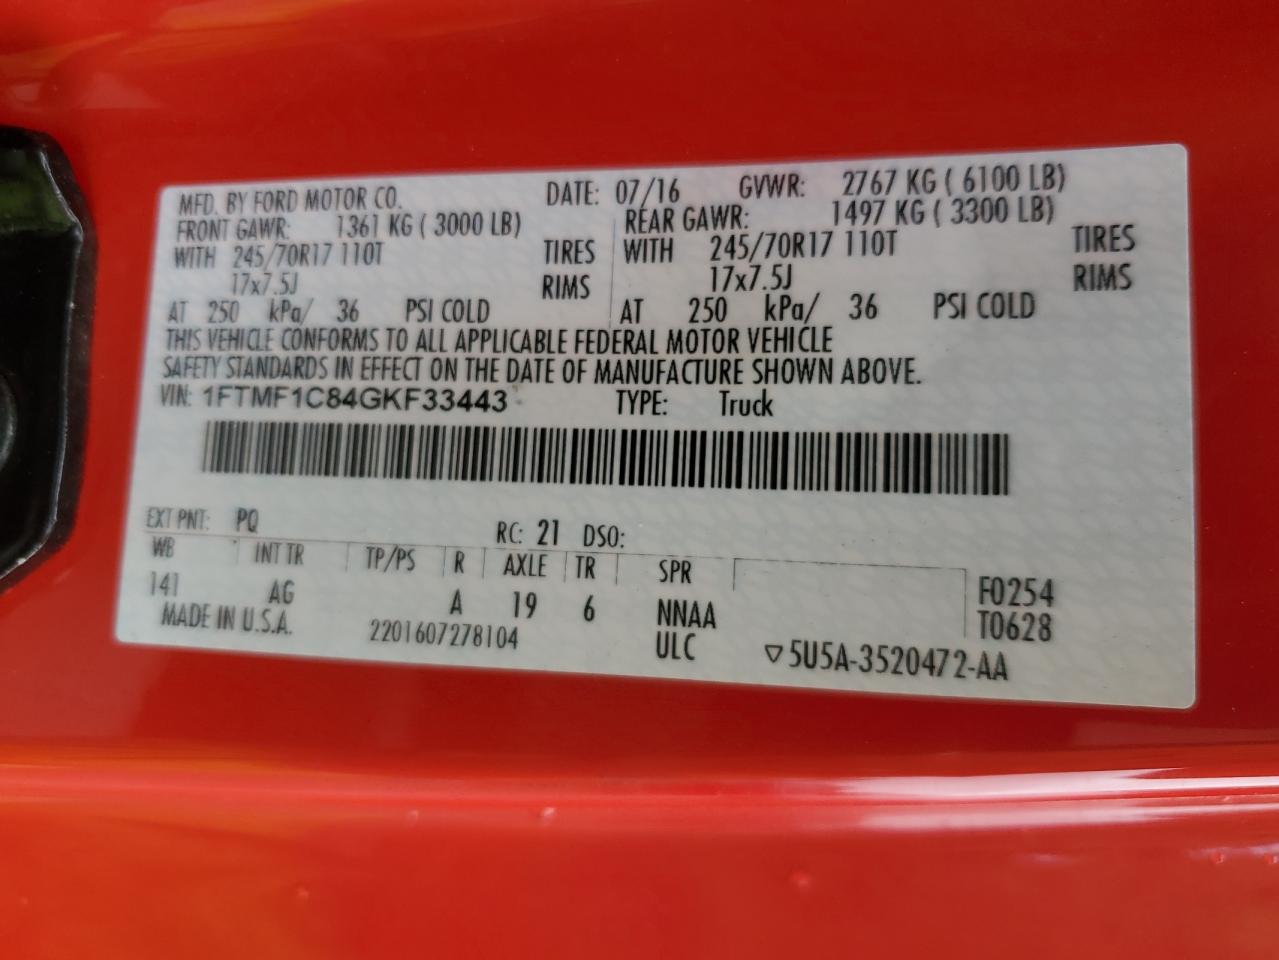 MFD. BY FORD MOTOR CO. DATE: 07/16 GVWR: 2767 KG ( 6100 LB)
FRONT GAWR: 1361 KG ( 3000 LB) REAR GAWR: 1497 KG ( 3300 LB)
WITH 245/70R17 110T TIRES WITH 245/70R17 110T TIRES
17x7.5J RIMS 17x7.5J RIMS
AT 250 kPa/ 36 PSI COLD AT 250 kPa/ 36 PSI COLD
THIS VEHICLE CONFORMS TO ALL APPLICABLE FEDERAL MOTOR VEHICLE
SAFETY STANDARDS IN EFFECT ON THE DATE OF MANUFACTURE SHOWN ABOVE.
VIN: 1FTMF1C84GKF33443 TYPE: Truck
EXT PNT: PQ RC: 21 DSO:
WB INT TR TP/PS R AXLE TR SPR
141 AG A 19 6 NNAA F0254
MADE IN U.S.A. 2201607278104 ULC T0628
▽5U5A-3520472-AA